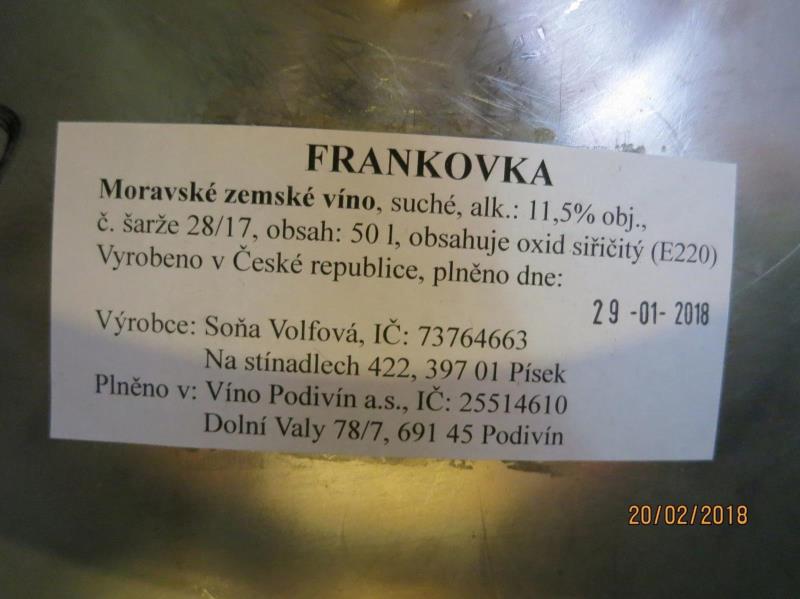 FRANKOVKA
Moravské zemské víno, suché, alk.: 11,5% obj.,
č. šarže 28/17, obsah: 50 l, obsahuje oxid siřičitý (E220)
Vyrobeno v České republice, plněno dne:
29 -01- 2018
Výrobce: Soňa Volfová, IČ: 73764663
Na stínadlech 422, 397 01 Písek
Plněno v: Víno Podivín a.s., IČ: 25514610
Dolní Valy 78/7, 691 45 Podivín
20/02/2018